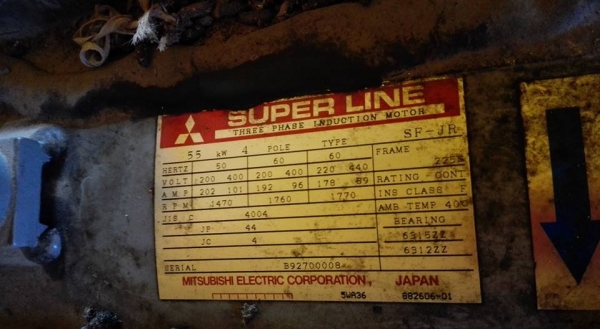 SUPER LINE
THREE PHASE INDUCTION MOTOR
55 kW 4 POLE TYPE SF-JR
HERTZ 50 60 60 FRAME
VOLT 200 400 200 400 220 440 225S
AMP 202 101 192 96 178 89 RATING CONT
RPM 1470 1760 1770 INS CLASS F
JIS C 4004 AMB TEMP 40C
JP 44 BEARING
JC 4 6315ZZ
6312ZZ
SERIAL B92700008
MITSUBISHI ELECTRIC CORPORATION, JAPAN
5WR36 882606-01